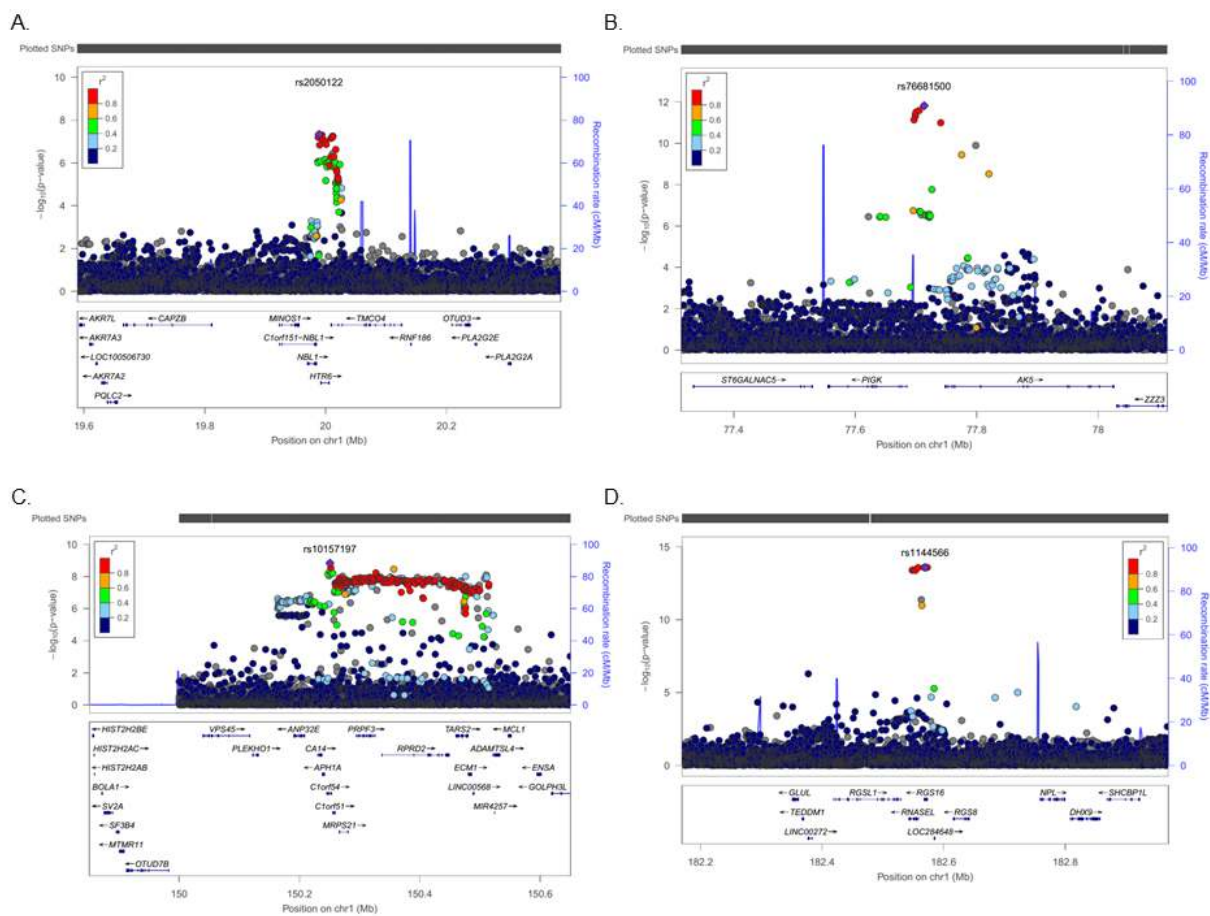 A.
Plotted SNPs
rs2050122
10
8
6
4
2
0
100
80
60
40
20
0
r²
0.8
0.6
0.4
0.2
−log₁₀(p-value)
Recombination rate (cM/Mb)
←AKR7L CAPZB→ MINOS1→ ←TMCO4 OTUD3→
←AKR7A3 C1orf151−NBL1→ ←RNF186 ←PLA2G2E
←LOC100506730 NBL1→ ←PLA2G2A
←AKR7A2 HTR6→
PQLC2→
19.6 19.8 20 20.2
Position on chr1 (Mb)
B.
rs76681500
12
10
8
6
4
2
0
100
80
60
40
20
0
r²
0.8
0.6
0.4
0.2
−log₁₀(p-value)
Recombination rate (cM/Mb)
ST6GALNAC5→ ←PIGK AK5→
←ZZZ3
77.4 77.6 77.8 78
Position on chr1 (Mb)
C.
Plotted SNPs
rs10157197
10
8
6
4
2
0
100
80
60
40
20
0
r²
0.8
0.6
0.4
0.2
−log₁₀(p-value)
Recombination rate (cM/Mb)
←HIST2H2BE VPS45→ ←ANP32E PRPF3→ TARS2→ ←MCL1
HIST2H2AC→ PLEKHO1→ CA14→ RPRD2→ ADAMTSL4→
←HIST2H2AB ←APH1A ECM1→ ←ENSA
BOLA1→ ←C1orf54 LINC00568→ ←GOLPH3L
←SV2A C1orf51→ MIR4257→
←SF3B4 MRPS21→
←MTMR11
←OTUD7B
150 150.2 150.4 150.6
Position on chr1 (Mb)
D.
rs1144566
15
10
5
0
100
80
60
40
20
0
r²
0.8
0.6
0.4
0.2
−log₁₀(p-value)
Recombination rate (cM/Mb)
←GLUL RGSL1→ ←RGS16 NPL→ ←SHCBP1L
←TEDDM1 ←RNASEL ←RGS8 DHX9→
LINC00272→ LOC284648→
182.2 182.4 182.6 182.8
Position on chr1 (Mb)